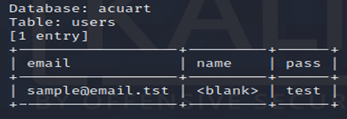 Database: acuart
Table: users
[1 entry]
+------------------+---------+------+
| email            | name    | pass |
+------------------+---------+------+
| sample@email.tst | <blank> | test |
+------------------+---------+------+